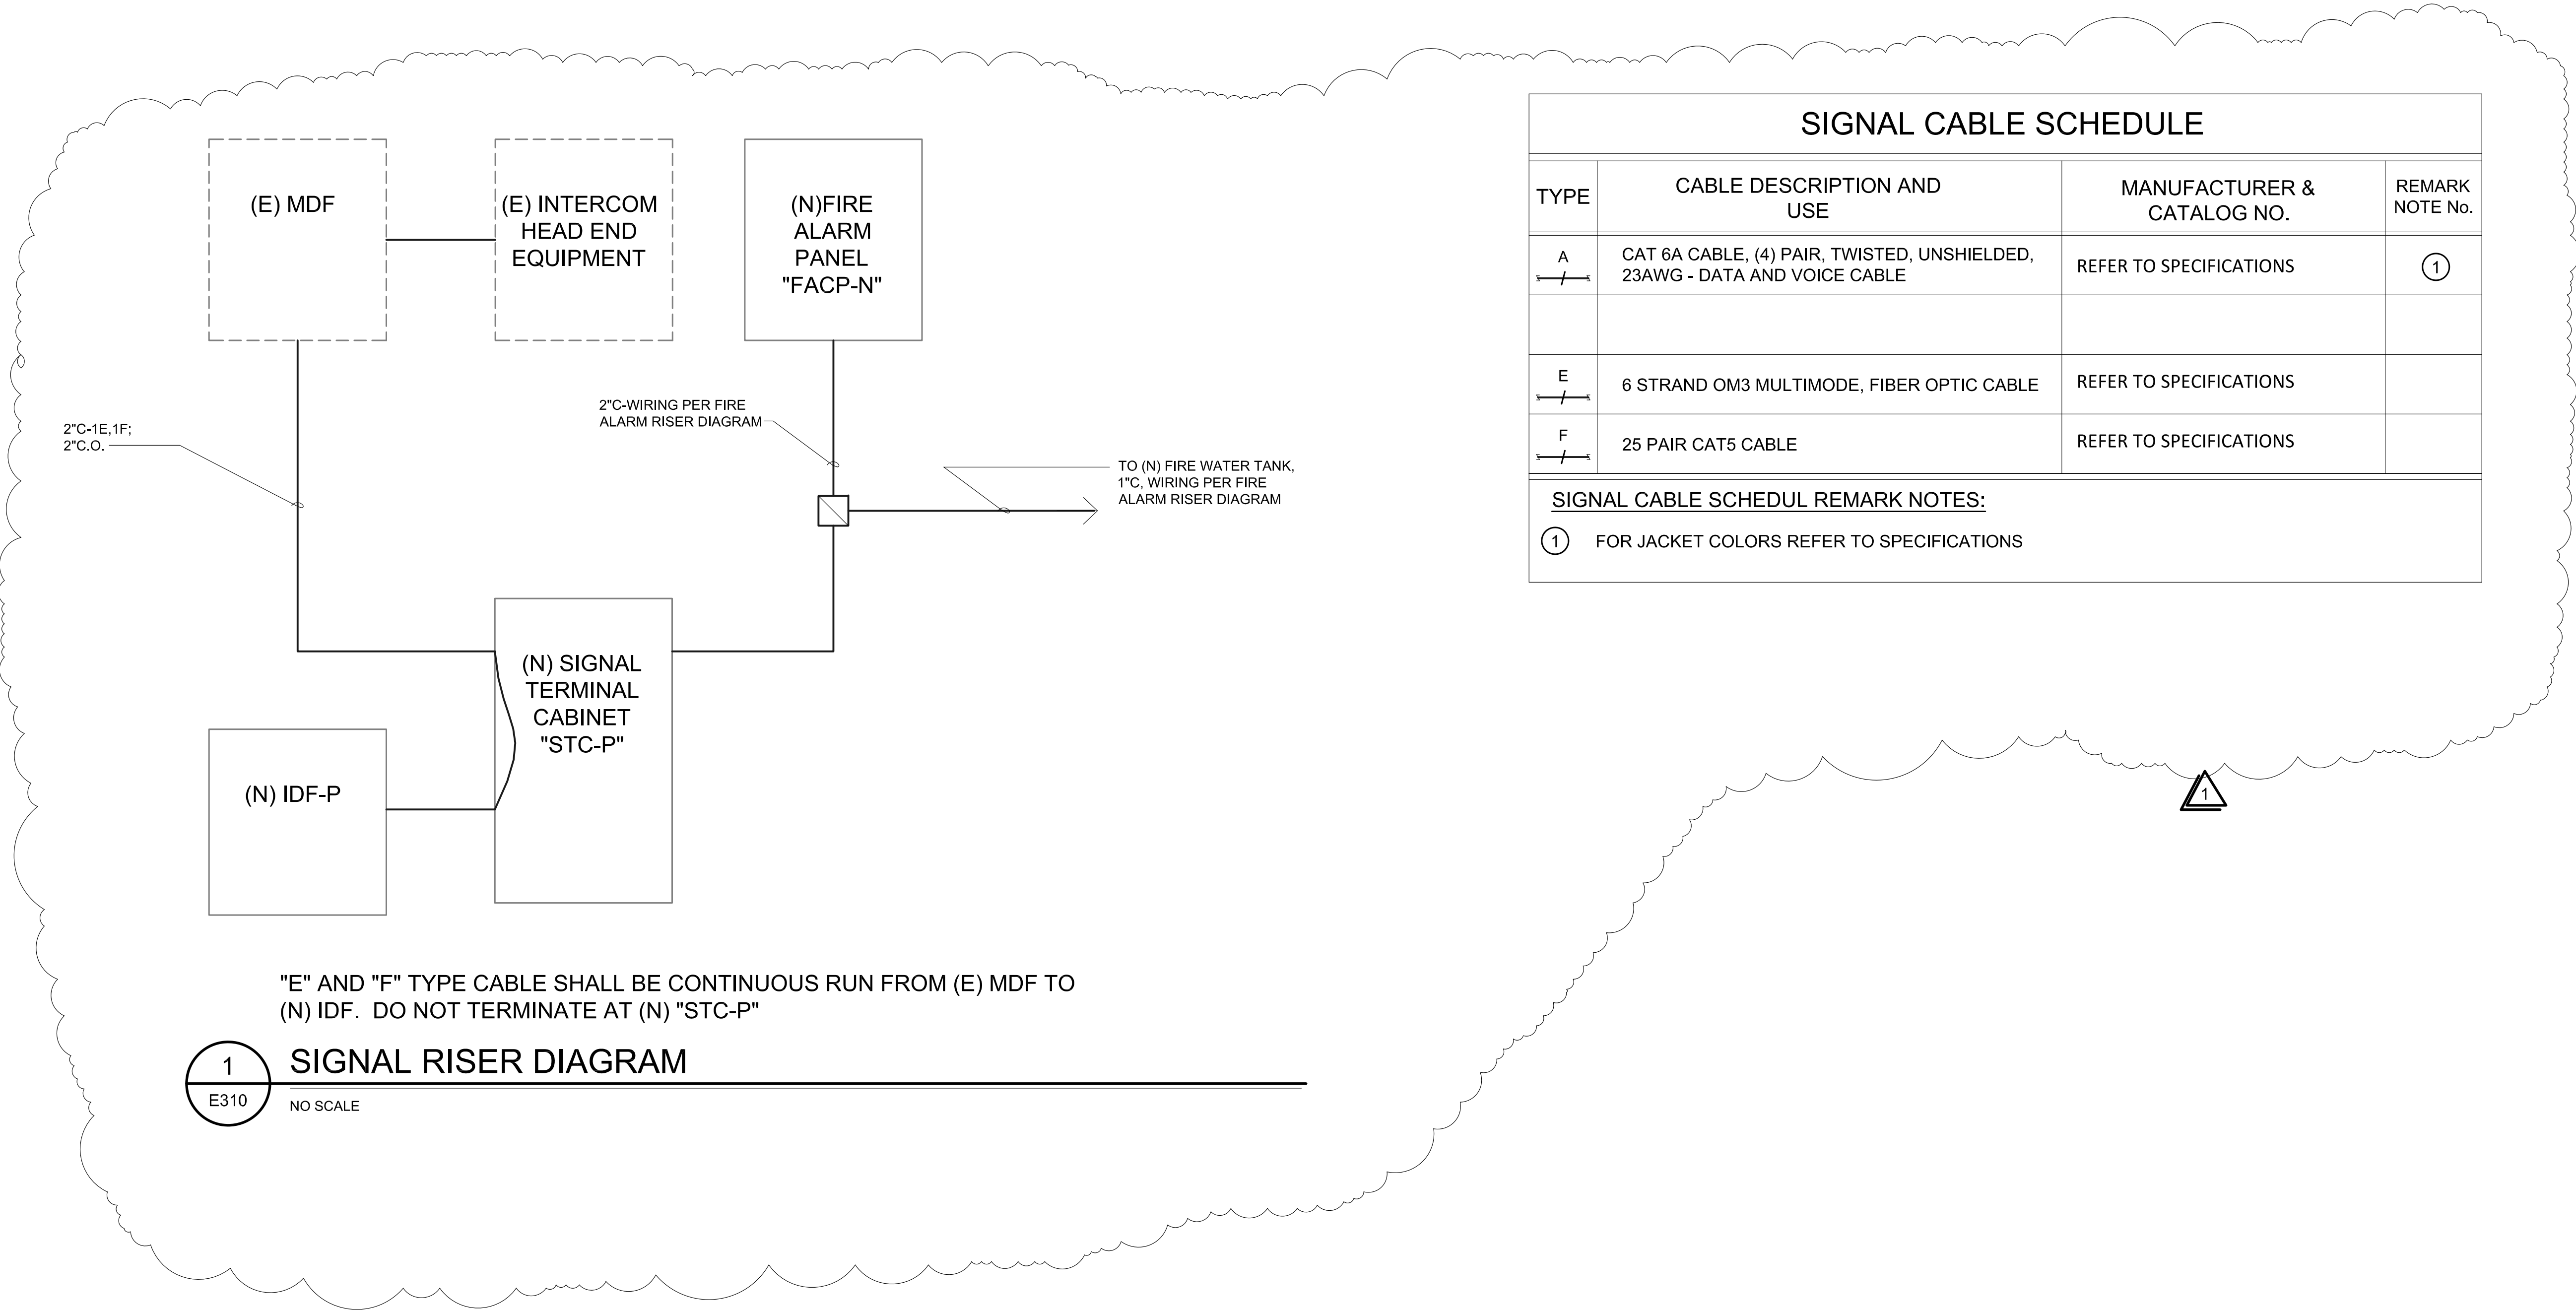 (E) MDF
(E) INTERCOM
HEAD END
EQUIPMENT
(N)FIRE
ALARM
PANEL
"FACP-N"
2"C-WIRING PER FIRE
ALARM RISER DIAGRAM
2"C-1E,1F;
2"C.O.
TO (N) FIRE WATER TANK,
1"C, WIRING PER FIRE
ALARM RISER DIAGRAM
(N) SIGNAL
TERMINAL
CABINET
"STC-P"
(N) IDF-P
"E" AND "F" TYPE CABLE SHALL BE CONTINUOUS RUN FROM (E) MDF TO
(N) IDF. DO NOT TERMINATE AT (N) "STC-P"
1
E310
SIGNAL RISER DIAGRAM
NO SCALE
SIGNAL CABLE SCHEDULE
TYPE
CABLE DESCRIPTION AND
USE
MANUFACTURER &
CATALOG NO.
REMARK
NOTE No.
A
CAT 6A CABLE, (4) PAIR, TWISTED, UNSHIELDED,
23AWG - DATA AND VOICE CABLE
REFER TO SPECIFICATIONS
1
E
6 STRAND OM3 MULTIMODE, FIBER OPTIC CABLE
REFER TO SPECIFICATIONS
F
25 PAIR CAT5 CABLE
REFER TO SPECIFICATIONS
SIGNAL CABLE SCHEDUL REMARK NOTES:
1 FOR JACKET COLORS REFER TO SPECIFICATIONS
1